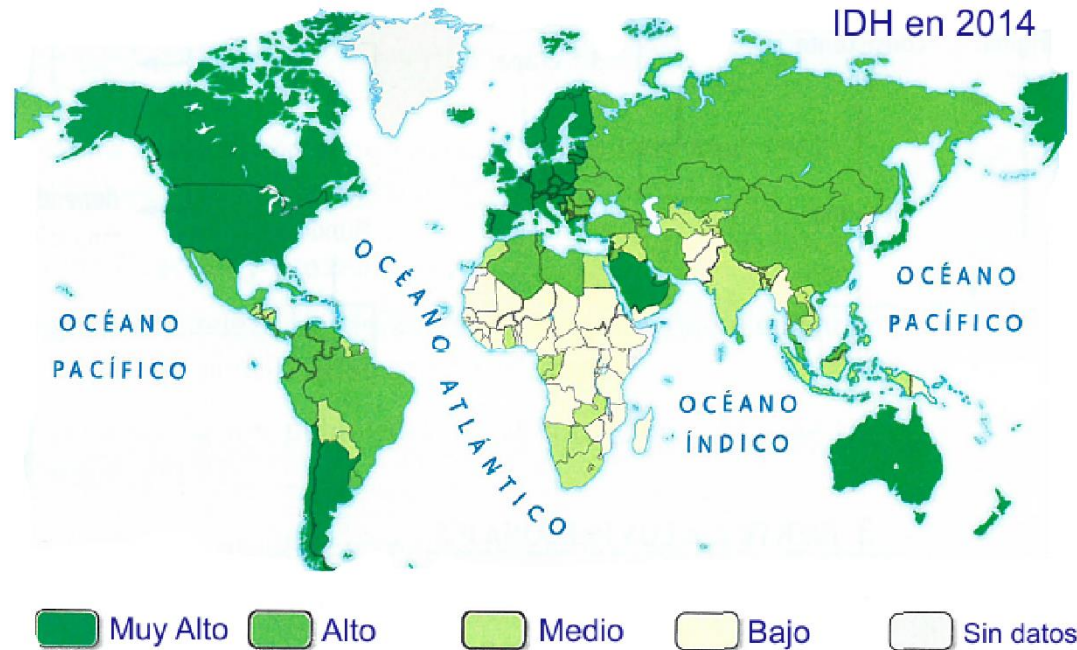 IDH en 2014
OCÉANO
PACÍFICO
OCÉANO ATLÁNTICO
OCÉANO
ÍNDICO
OCÉANO
PACÍFICO
Muy Alto
Alto
Medio
Bajo
Sin datos